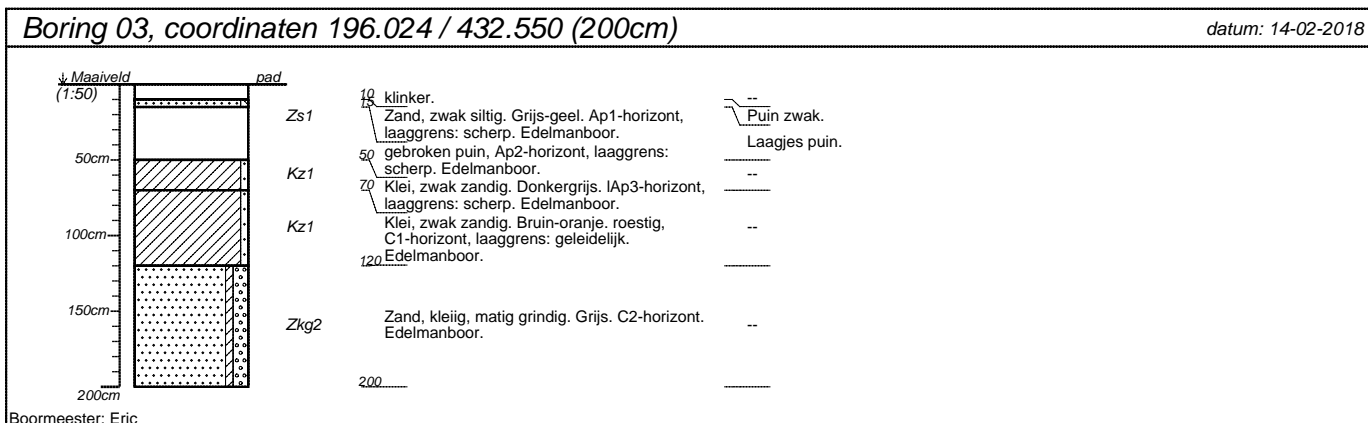 Boring 03, coordinaten 196.024 / 432.550 (200cm)
datum: 14-02-2018
Maaiveld
pad
(1:50)
10
klinker.
--
15
Zs1
Zand, zwak siltig. Grijs-geel. Ap1-horizont,
laaggrens: scherp. Edelmanboor.
Puin zwak.
Laagjes puin.
50cm
50
gebroken puin, Ap2-horizont, laaggrens:
scherp. Edelmanboor.
Kz1
--
70
Klei, zwak zandig. Donkergrijs. lAp3-horizont,
laaggrens: scherp. Edelmanboor.
100cm
Kz1
Klei, zwak zandig. Bruin-oranje. roestig,
C1-horizont, laaggrens: geleidelijk.
Edelmanboor.
--
120
150cm
Zkg2
Zand, kleiig, matig grindig. Grijs. C2-horizont.
Edelmanboor.
--
200
200cm
Boormeester: Eric